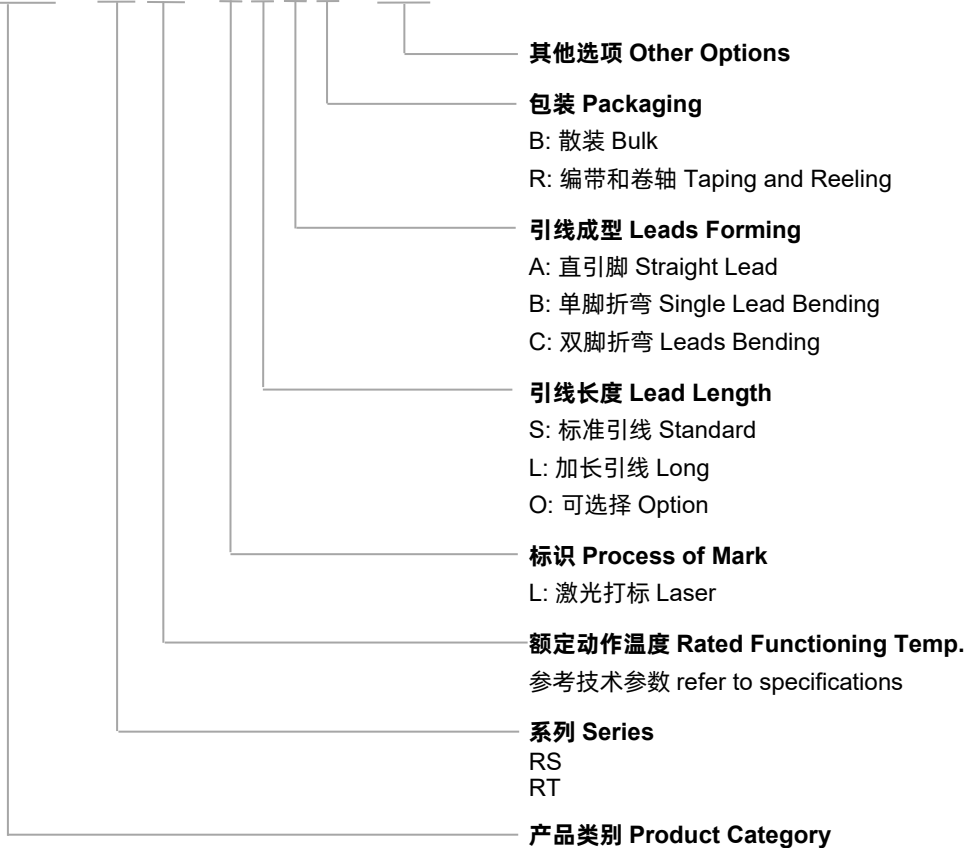 其他选项 Other Options
包装 Packaging
B: 散装 Bulk
R: 编带和卷轴 Taping and Reeling
引线成型 Leads Forming
A: 直引脚 Straight Lead
B: 单脚折弯 Single Lead Bending
C: 双脚折弯 Leads Bending
引线长度 Lead Length
S: 标准引线 Standard
L: 加长引线 Long
O: 可选择 Option
标识 Process of Mark
L: 激光打标 Laser
额定动作温度 Rated Functioning Temp.
参考技术参数 refer to specifications
系列 Series
RS
RT
产品类别 Product Category